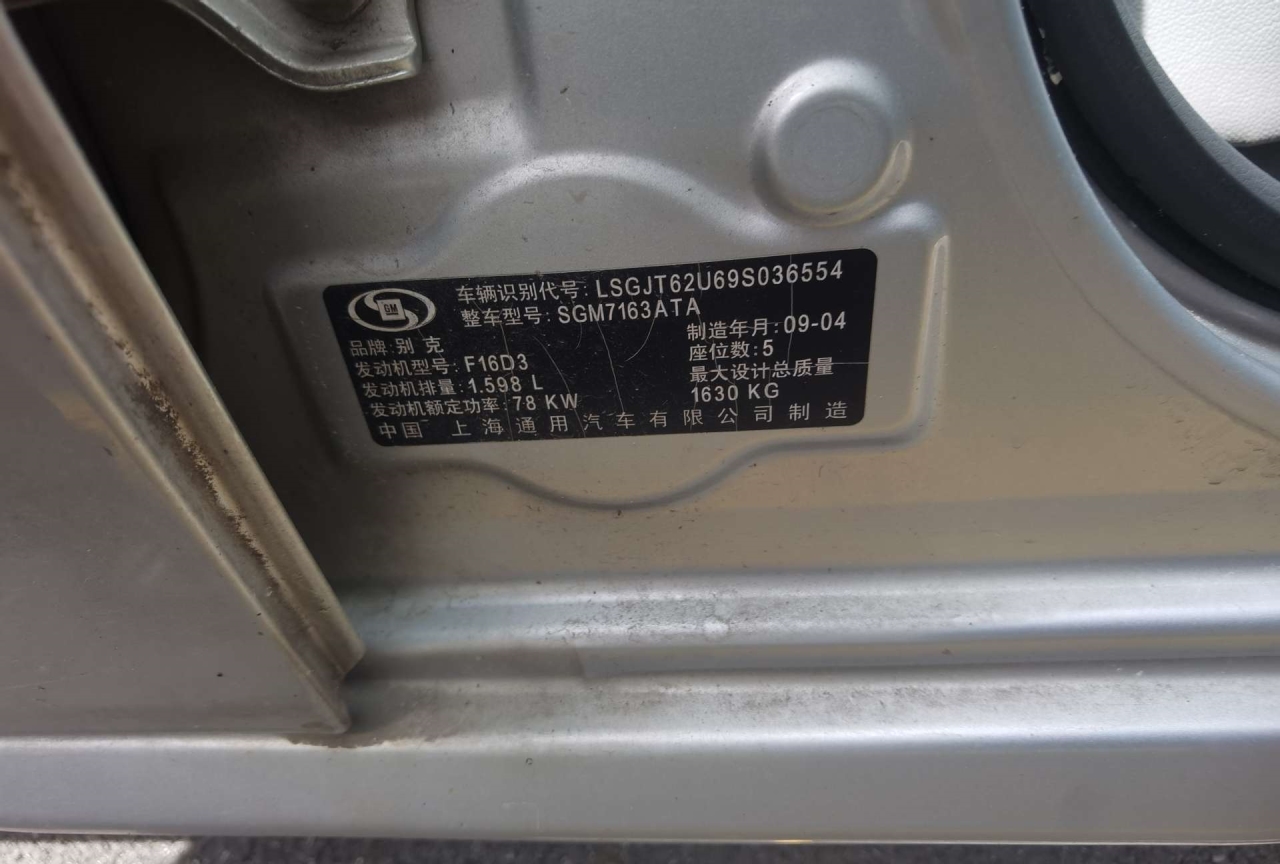 GM
车辆识别代号: LSGJT62U69S036554
整车型号: SGM7163ATA
品牌: 别克
制造年月: 09-04
发动机型号: F16D3
座位数: 5
发动机排量: 1.598 L
最大设计总质量
1630 KG
发动机额定功率: 78 KW
中国 上海通用汽车有限公司制造